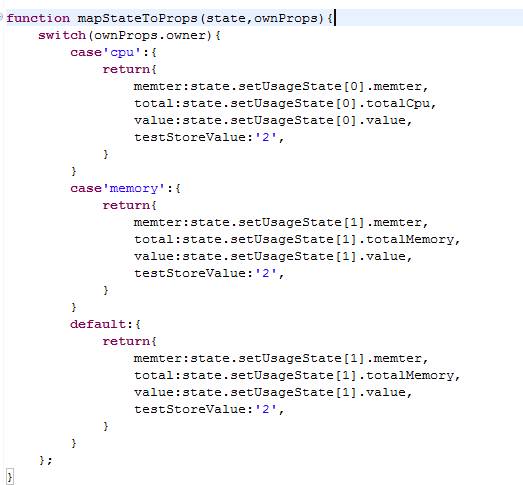 function mapStateToProps(state,ownProps){
    switch(ownProps.owner){
        case'cpu':{
            return{
                memter:state.setUsageState[0].memter,
                total:state.setUsageState[0].totalCpu,
                value:state.setUsageState[0].value,
                testStoreValue:'2',
            }
        }
        case'memory':{
            return{
                memter:state.setUsageState[1].memter,
                total:state.setUsageState[1].totalMemory,
                value:state.setUsageState[1].value,
                testStoreValue:'2',
            }
        }
        default:{
            return{
                memter:state.setUsageState[1].memter,
                total:state.setUsageState[1].totalMemory,
                value:state.setUsageState[1].value,
                testStoreValue:'2',
            }
        }
    };
}